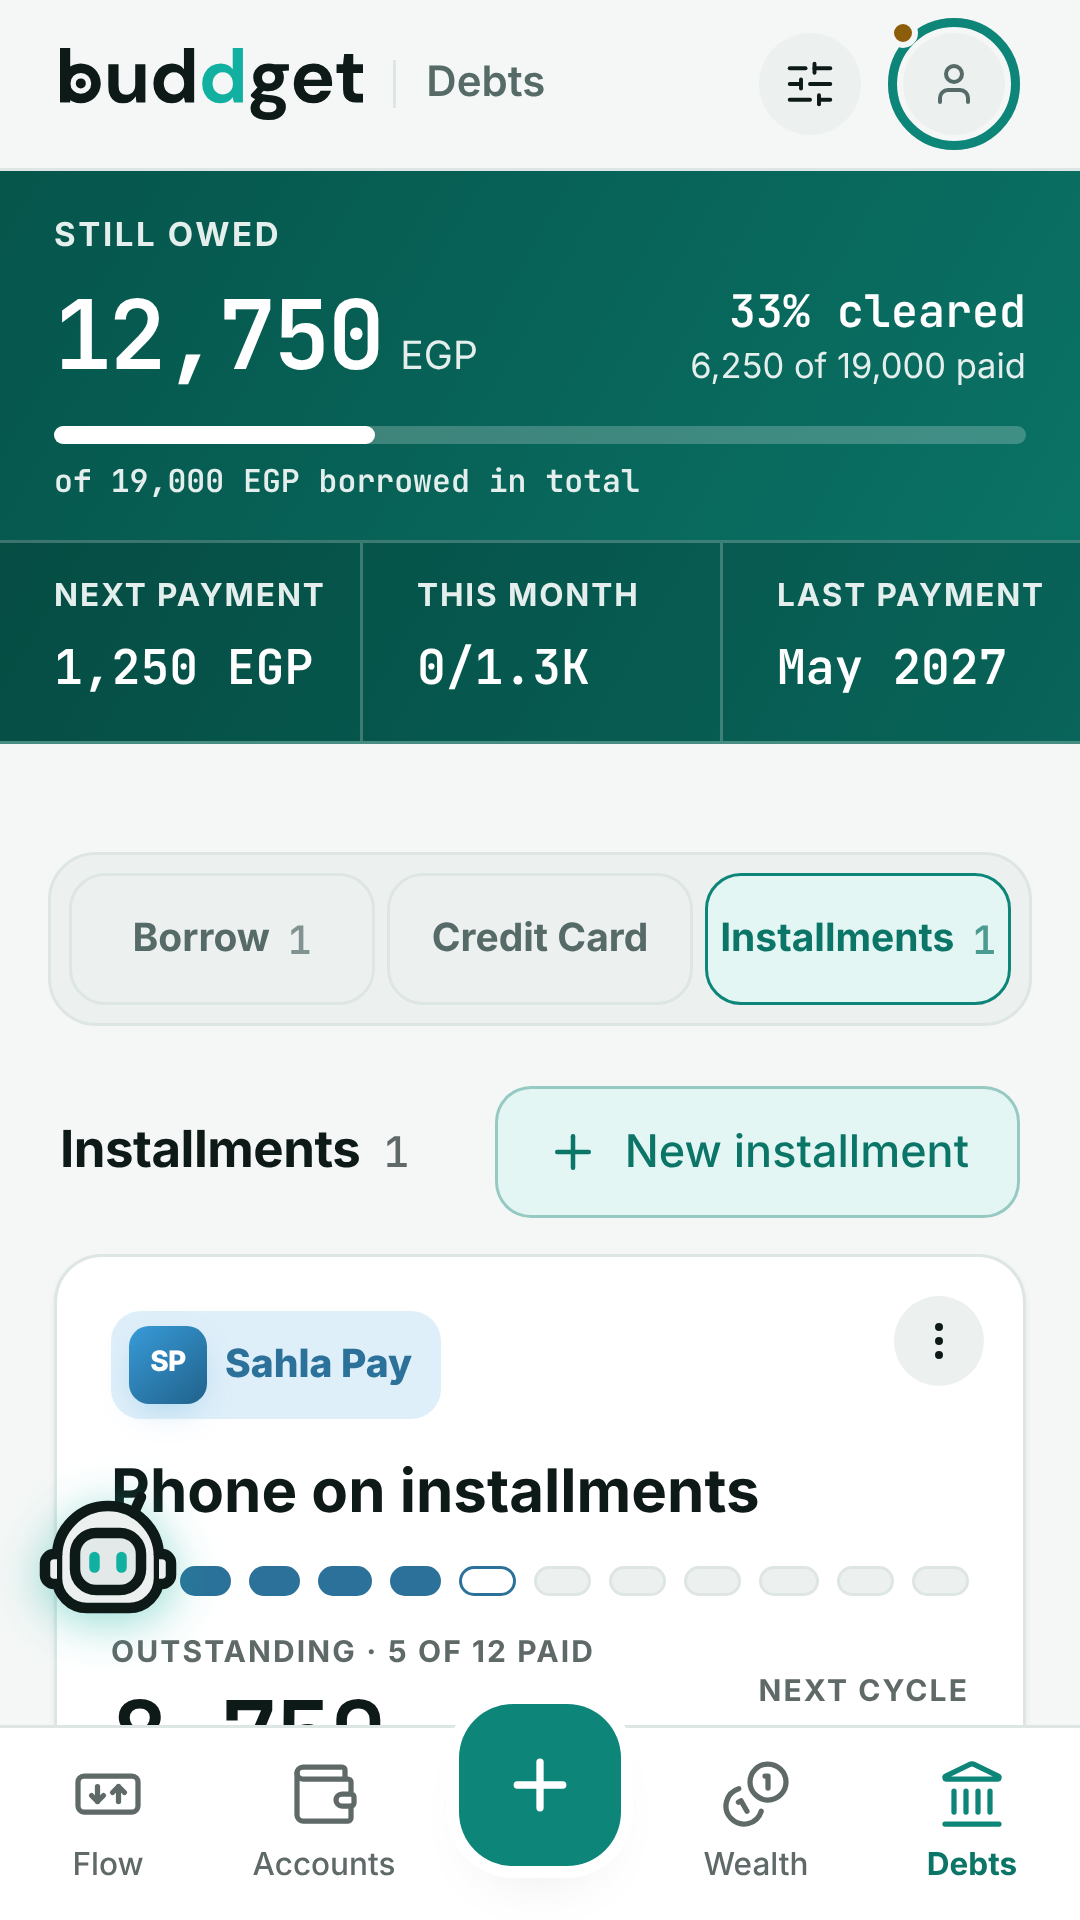 buddget
Debts
STILL OWED
12,750 EGP
33% cleared
6,250 of 19,000 paid
of 19,000 EGP borrowed in total
NEXT PAYMENT
1,250 EGP
THIS MONTH
0/1.3K
LAST PAYMENT
May 2027
Borrow 1
Credit Card
Installments 1
Installments 1
+ New installment
SP Sahla Pay
Phone on installments
OUTSTANDING · 5 OF 12 PAID
NEXT CYCLE
Flow
Accounts
Wealth
Debts